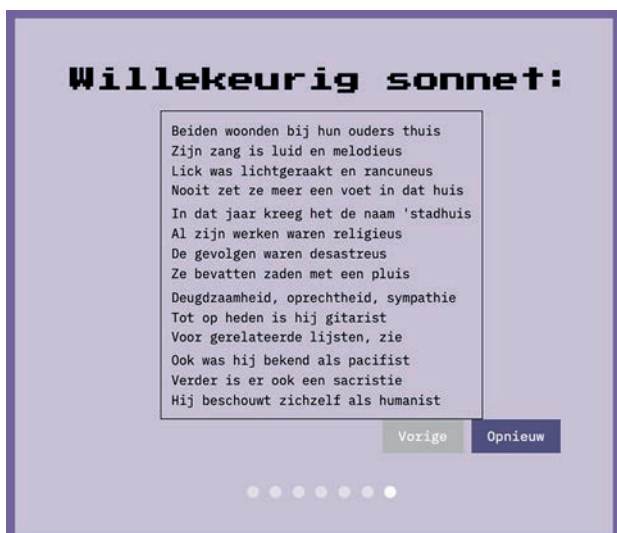 Willekeurig sonnet:
Beiden woonden bij hun ouders thuis
Zijn zang is luid en melodieus
Lick was lichtgeraakt en rancuneus
Nooit zet ze meer een voet in dat huis
In dat jaar kreeg het de naam 'stadhuis
Al zijn werken waren religieus
De gevolgen waren desastreus
Ze bevatten zaden met een pluis
Deugdzaamheid, oprechtheid, sympathie
Tot op heden is hij gitarist
Voor gerelateerde lijsten, zie
Ook was hij bekend als pacifist
Verder is er ook een sacristie
Hij beschouwt zichzelf als humanist
Vorige Opnieuw